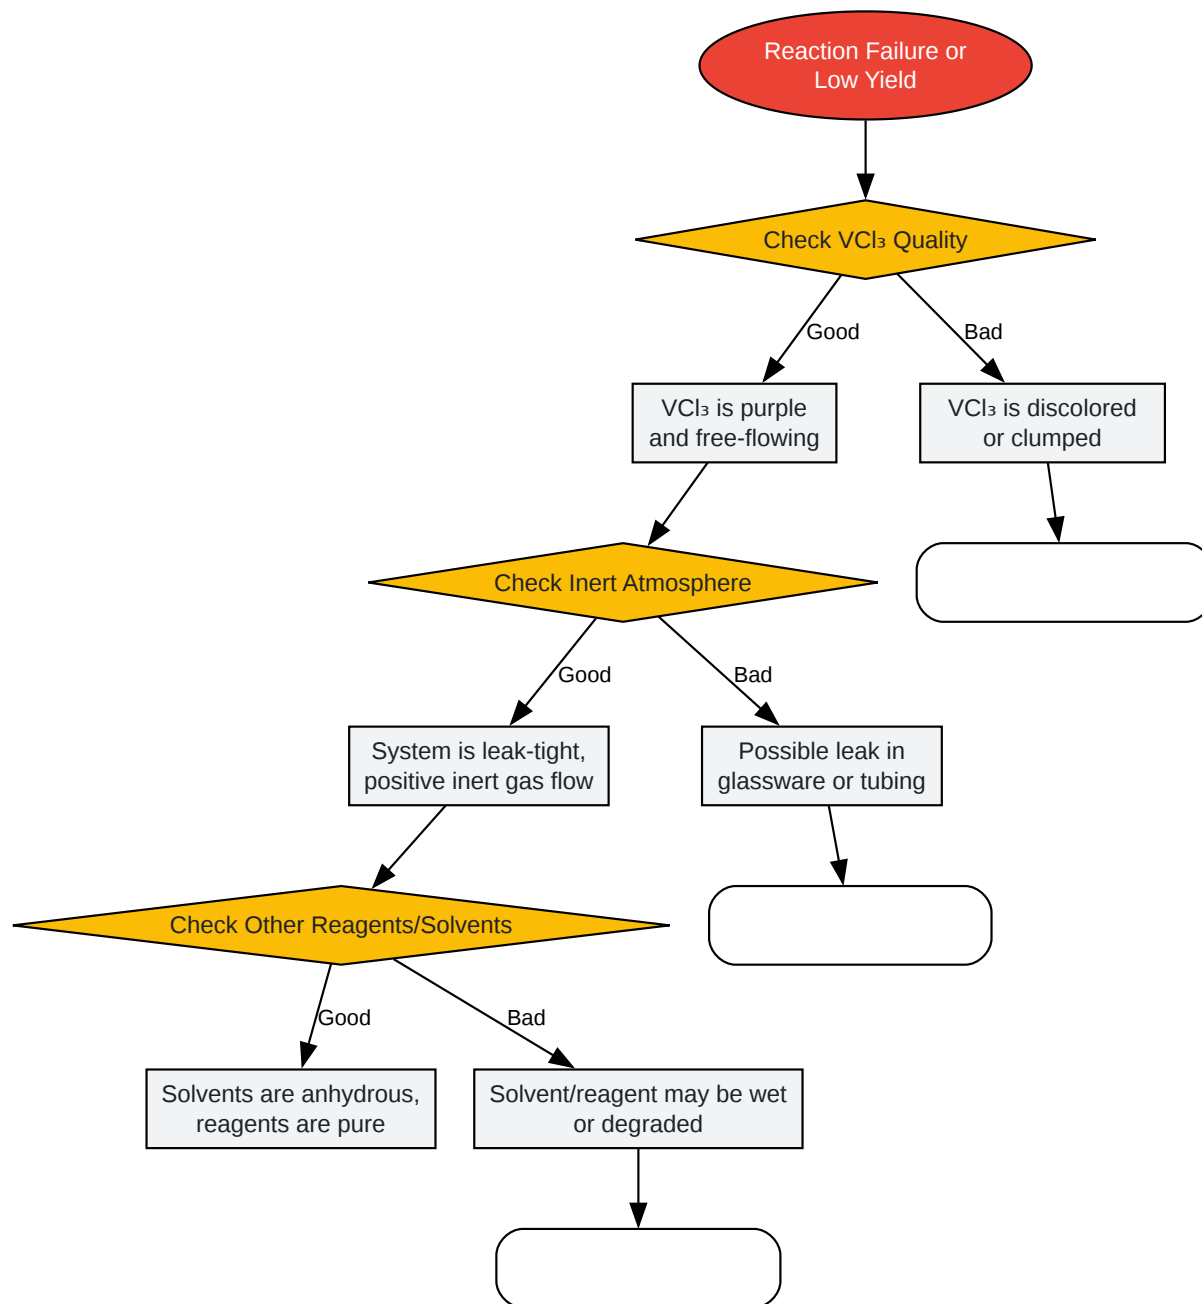 Reaction Failure or
Low Yield
Check VCl₃ Quality
Good
Bad
VCl₃ is purple
and free-flowing
VCl₃ is discolored
or clumped
Check Inert Atmosphere
Good
Bad
System is leak-tight,
positive inert gas flow
Possible leak in
glassware or tubing
Check Other Reagents/Solvents
Good
Bad
Solvents are anhydrous,
reagents are pure
Solvent/reagent may be wet
or degraded